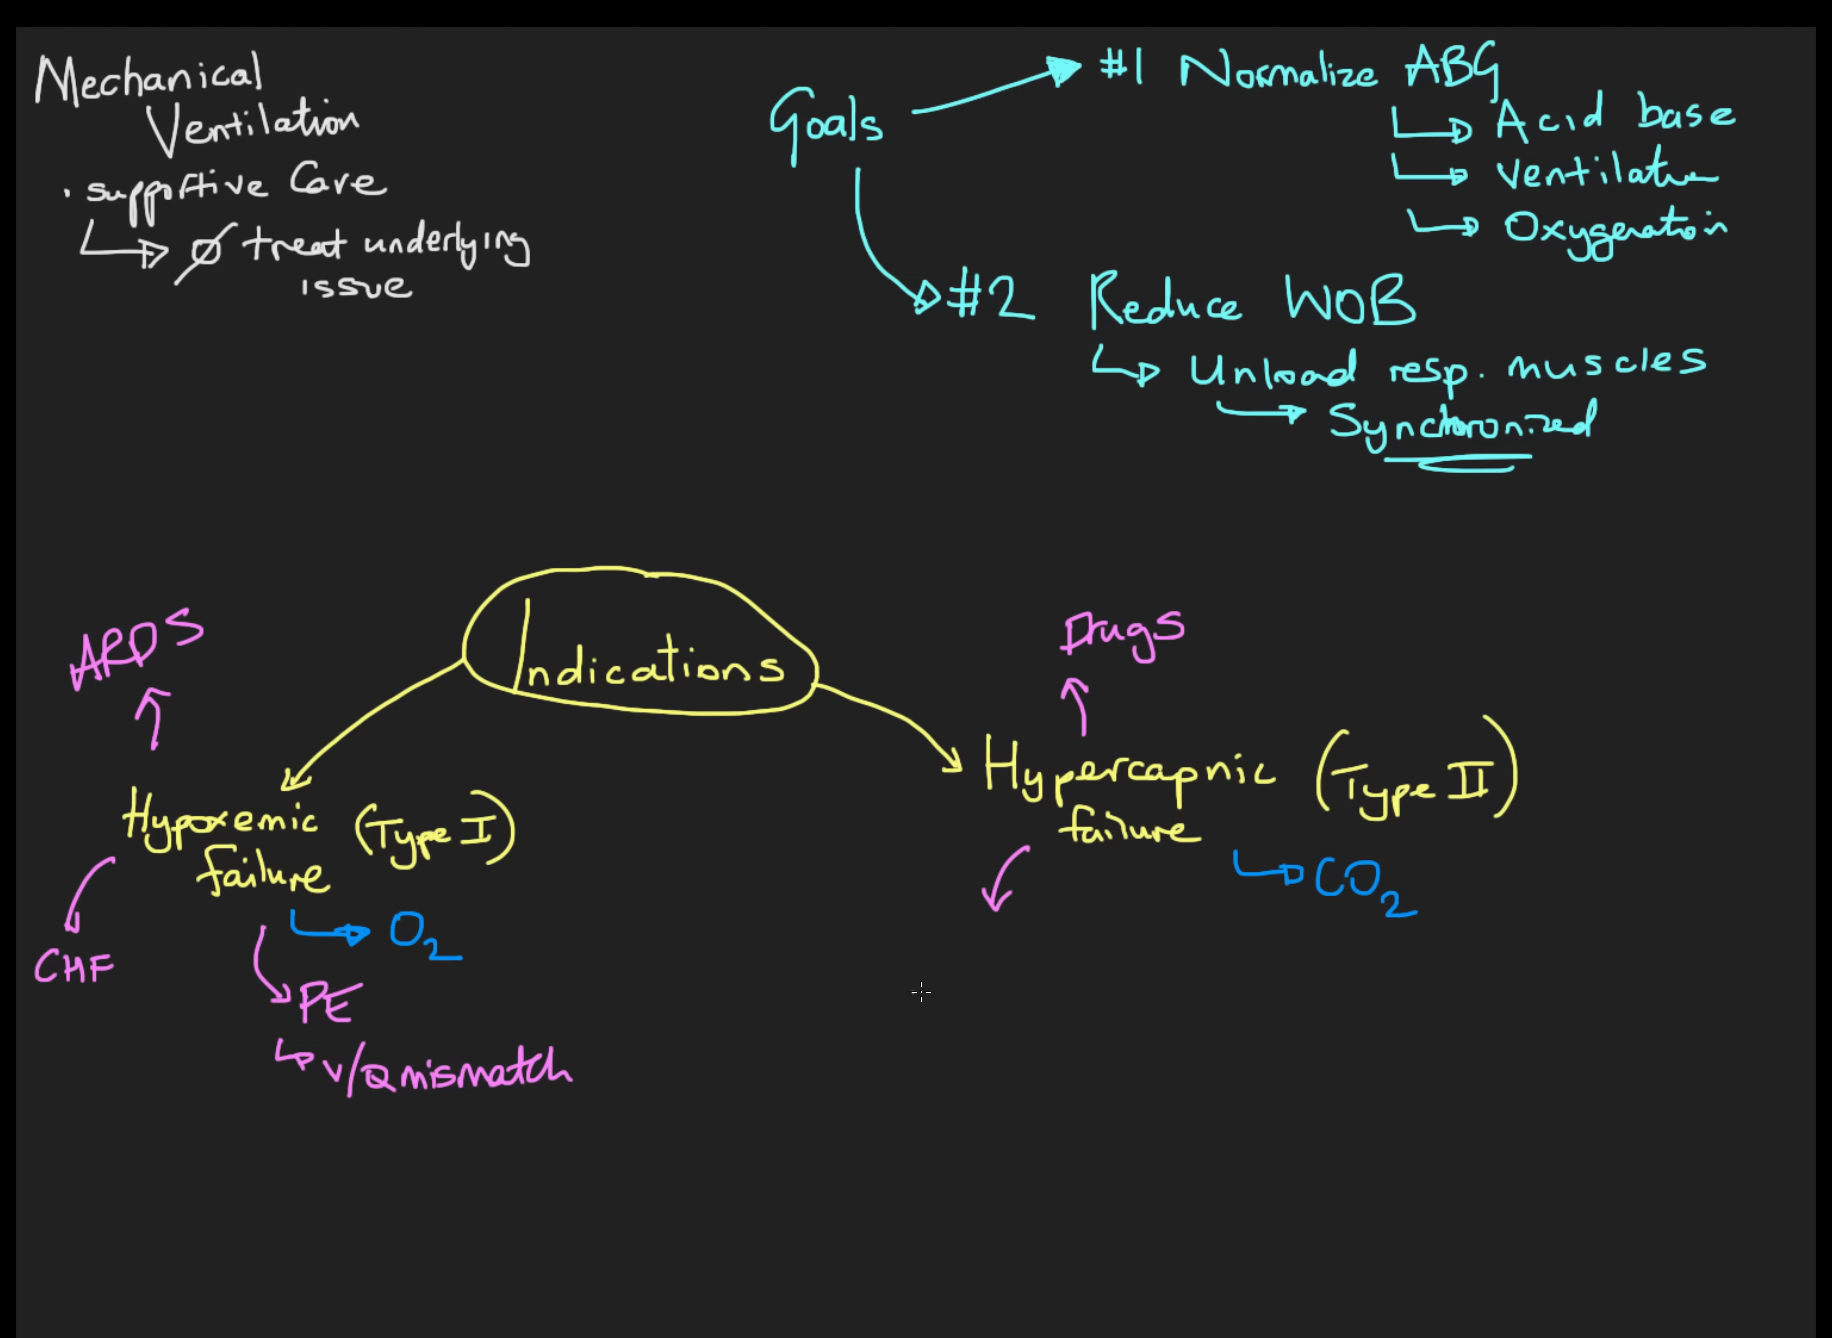 Mechanical
Ventilation
· supportive Care
Ø treat underlying
issue
Goals
#1 Normalize ABG
Acid base
Ventilation
Oxygenation
#2 Reduce WOB
Unload resp. muscles
Synchronized
Indications
ARDS
Hypoxemic (Type I)
failure
O2
CHF
PE
V/Q mismatch
Drugs
Hypercapnic (Type II)
failure
CO2